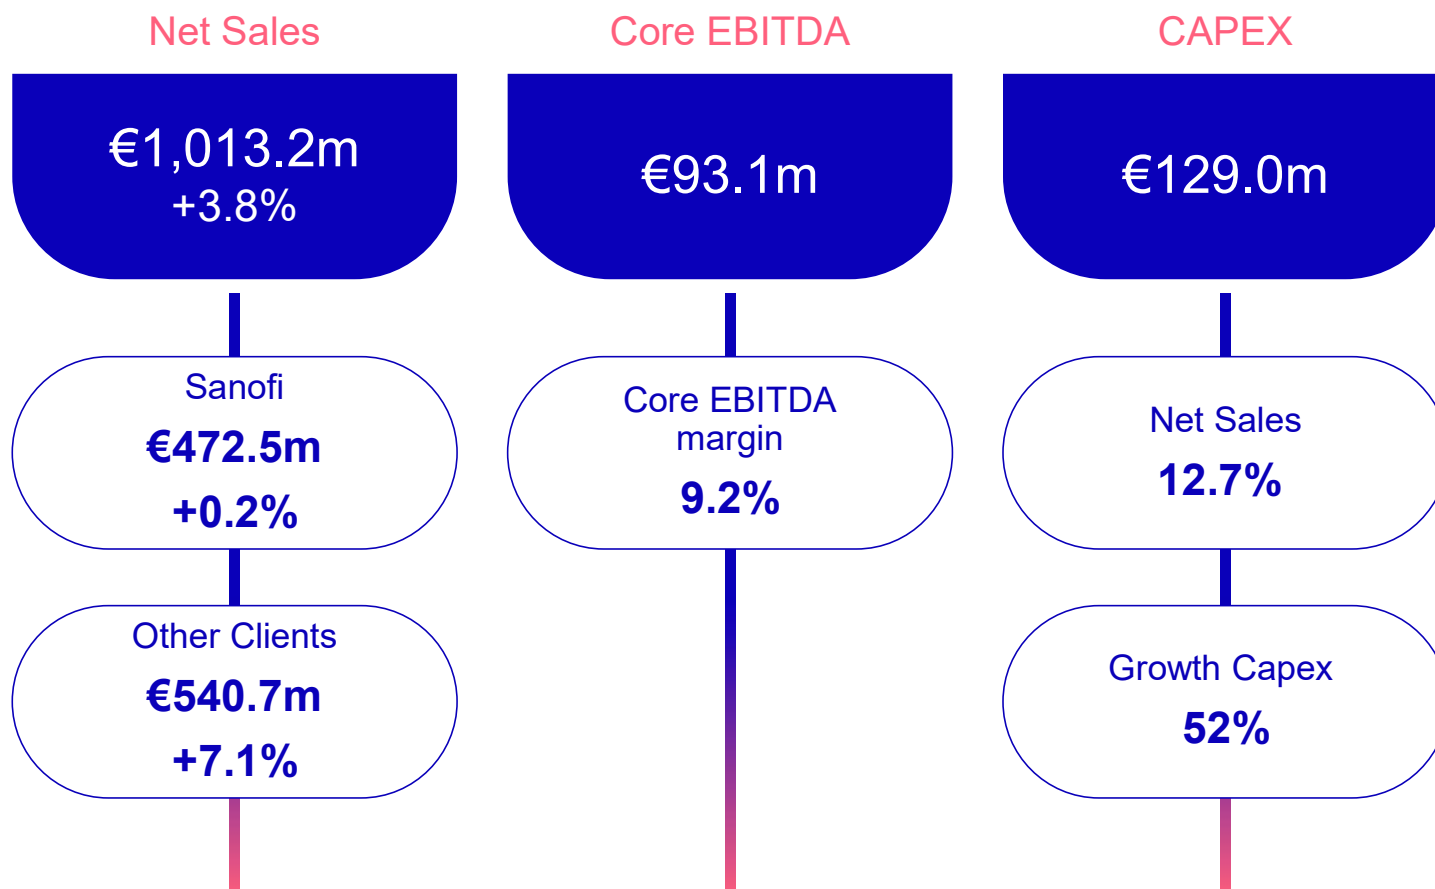 Net Sales
€1,013.2m
+3.8%
Sanofi
€472.5m
+0.2%
Other Clients
€540.7m
+7.1%
Core EBITDA
€93.1m
Core EBITDA
margin
9.2%
CAPEX
€129.0m
Net Sales
12.7%
Growth Capex
52%